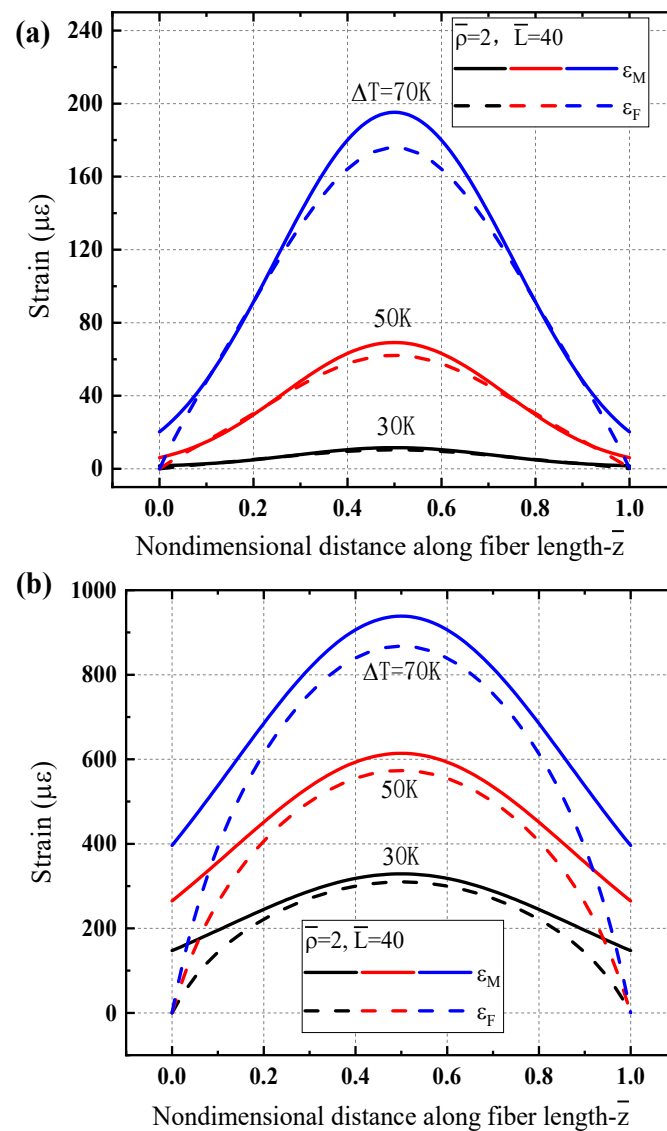 (a)
ρ̅=2, L̅=40
ε_M
ε_F
ΔT=70K
50K
30K
240
200
160
120
80
40
0
Strain (με)
0.0 0.2 0.4 0.6 0.8 1.0
Nondimensional distance along fiber length-z̅
(b)
1000
800
600
400
200
0
Strain (με)
ΔT=70K
50K
30K
ρ̅=2, L̅=40
ε_M
ε_F
0.0 0.2 0.4 0.6 0.8 1.0
Nondimensional distance along fiber length-z̅